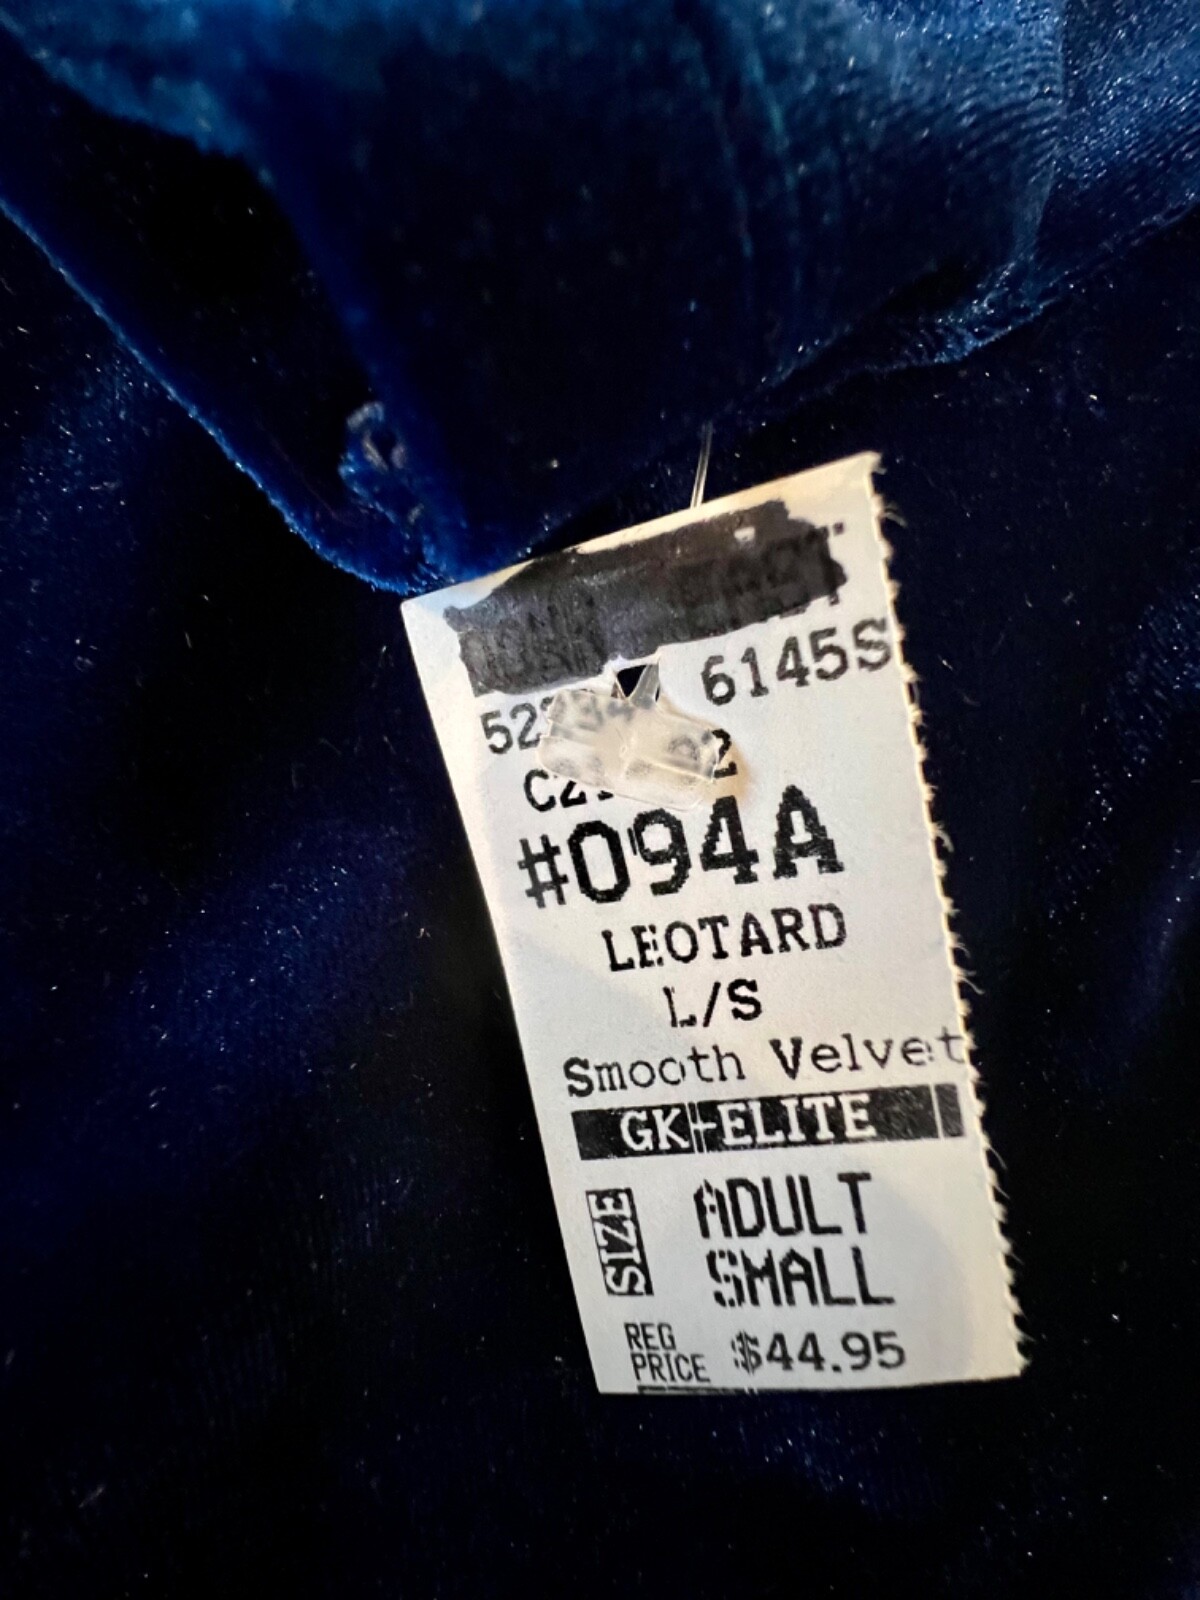 6145S
#094A
LEOTARD
L/S
Smooth Velvet
GK-ELITE
SIZE
ADULT
SMALL
REG
PRICE $44.95